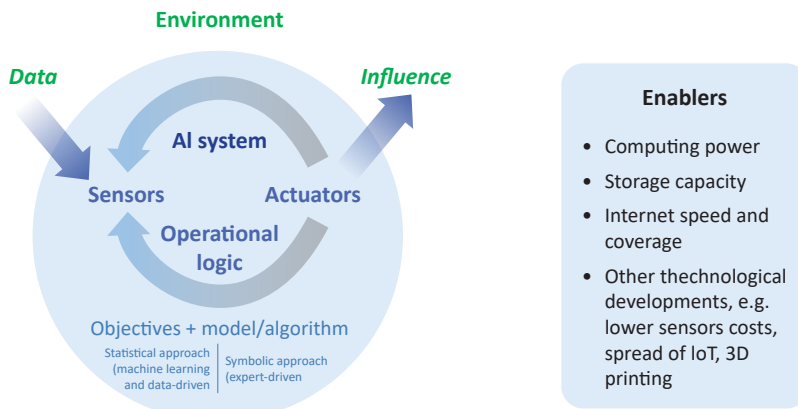 Environment
Data
Influence
AI system
Sensors
Actuators
Operational
logic
Objectives + model/algorithm
Statistical approach
(machine learning
and data-driven
Symbolic approach
(expert-driven
Enablers
• Computing power
• Storage capacity
• Internet speed and
coverage
• Other thechnological
developments, e.g.
lower sensors costs,
spread of IoT, 3D
printing